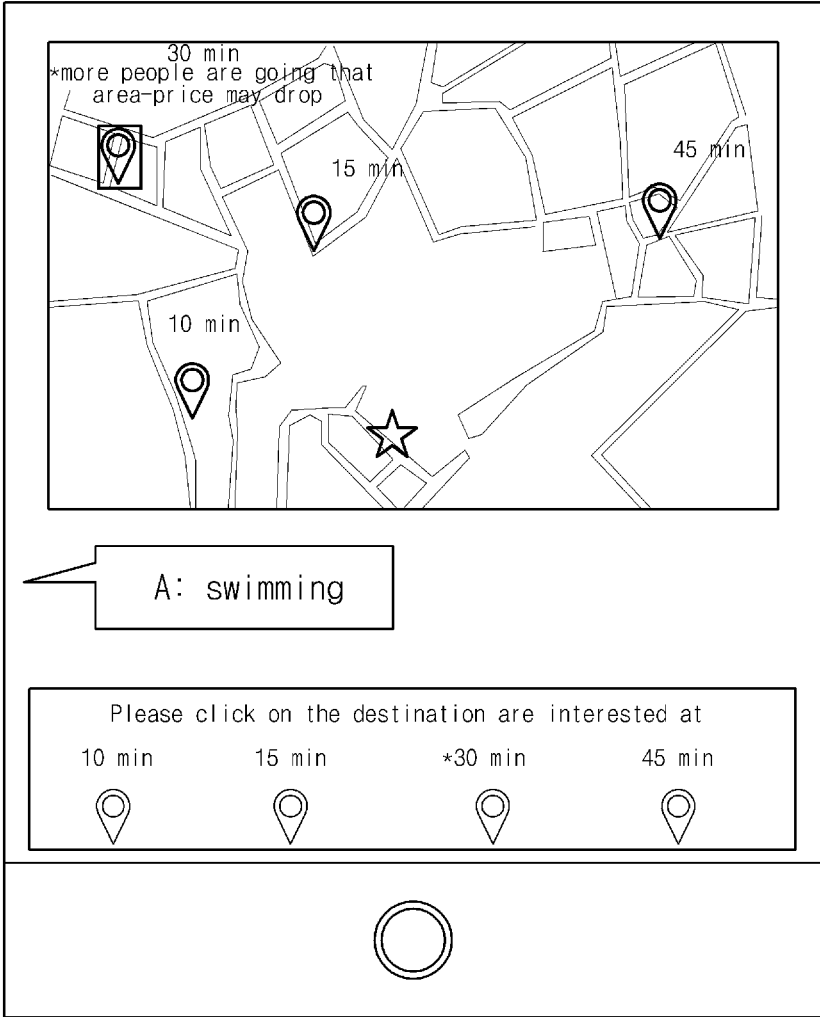 30 min
*more people are going that
area-price may drop
15 min
45 min
10 min
A: swimming
Please click on the destination are interested at
10 min 15 min *30 min 45 min